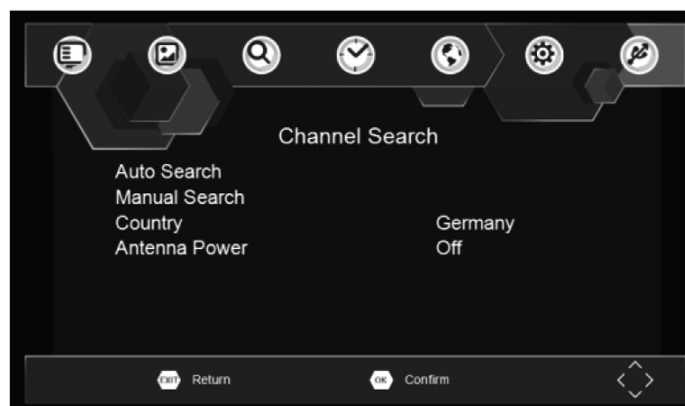 Channel Search
Auto Search
Manual Search
Country Germany
Antenna Power Off
EXIT Return OK Confirm